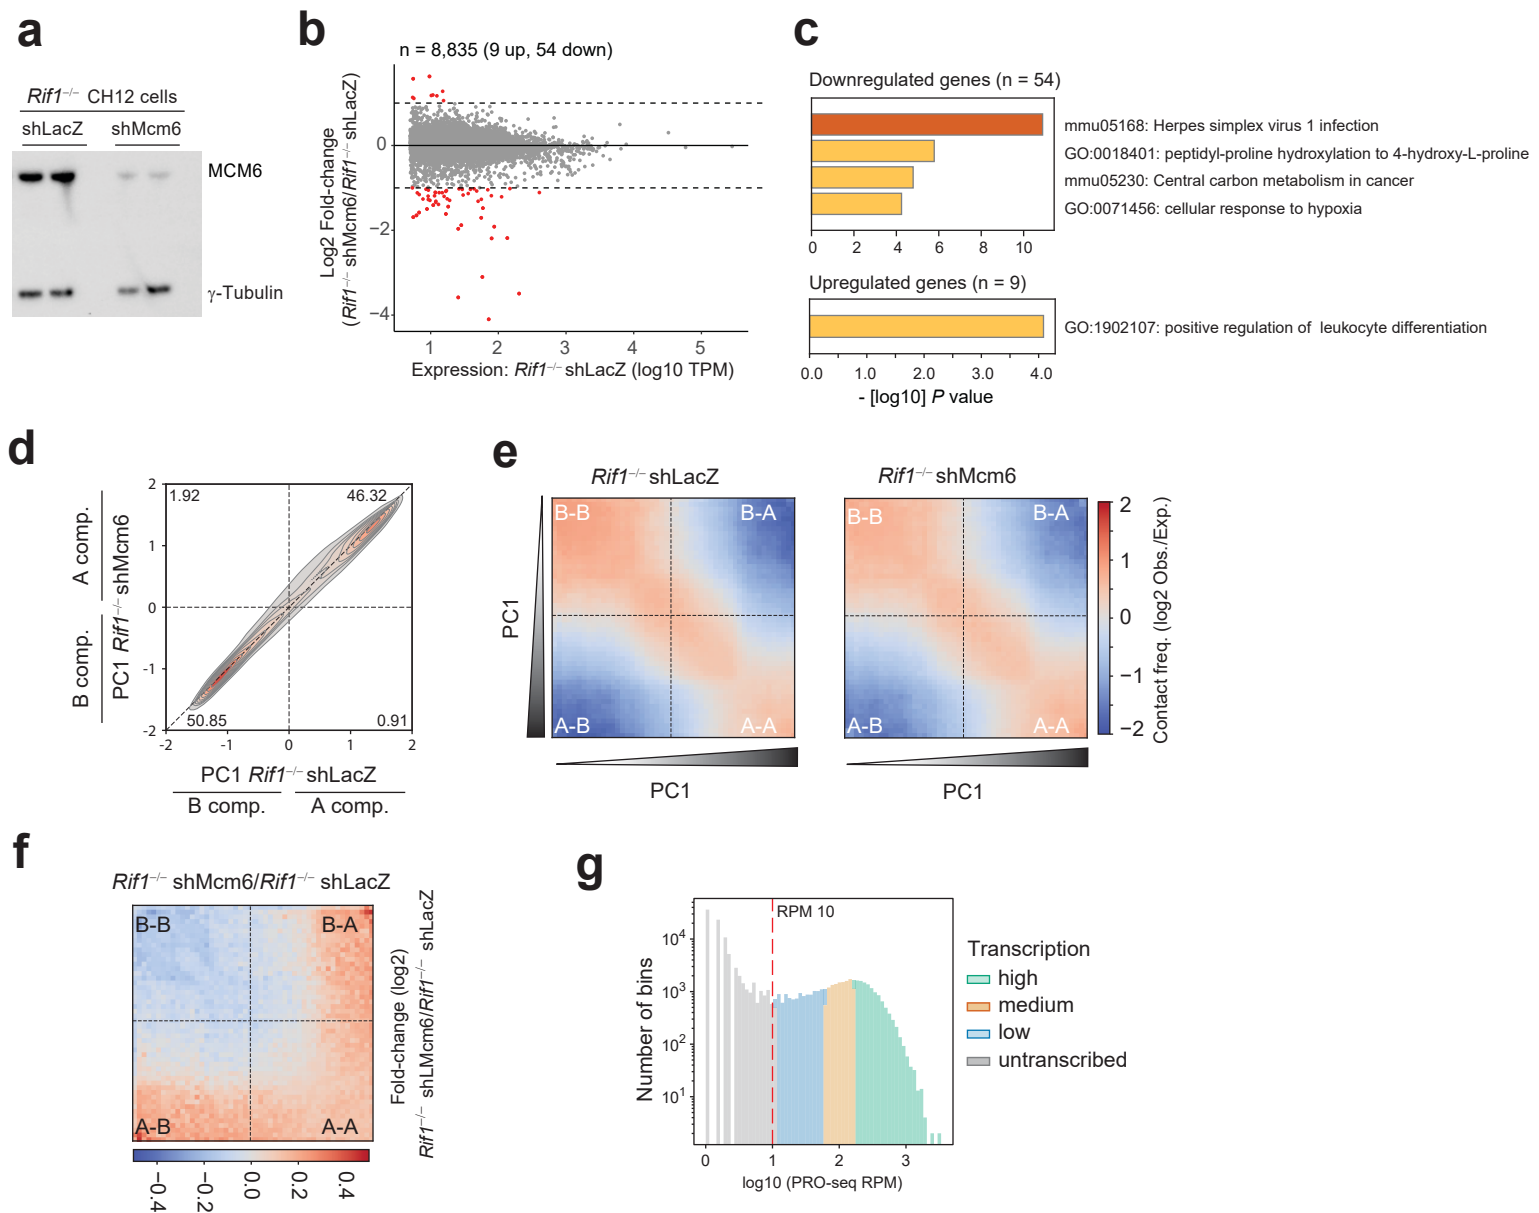 a
Rif1–/– CH12 cells
shLacZ shMcm6
MCM6
γ-Tubulin
b
n = 8,835 (9 up, 54 down)
Log2 Fold-change
(Rif1–/– shMcm6/Rif1–/– shLacZ)
0
−2
−4
1 2 3 4 5
Expression: Rif1–/– shLacZ (log10 TPM)
c
Downregulated genes (n = 54)
mmu05168: Herpes simplex virus 1 infection
GO:0018401: peptidyl-proline hydroxylation to 4-hydroxy-L-proline
mmu05230: Central carbon metabolism in cancer
GO:0071456: cellular response to hypoxia
0 2 4 6 8 10
Upregulated genes (n = 9)
GO:1902107: positive regulation of leukocyte differentiation
0.0 1.0 2.0 3.0 4.0
- [log10] P value
d
A comp.
B comp.
PC1 Rif1–/– shMcm6
2
1
0
-1
-2
1.92 46.32
50.85 0.91
-2 -1 0 1 2
PC1 Rif1–/– shLacZ
B comp. A comp.
e
Rif1–/– shLacZ
Rif1–/– shMcm6
B-B B-A
A-B A-A
B-B B-A
A-B A-A
PC1
PC1
PC1
2
1
0
−1
−2
Contact freq. (log2 Obs./Exp.)
f
Rif1–/– shMcm6/Rif1–/– shLacZ
B-B B-A
A-B A-A
−0.4 −0.2 0.0 0.2 0.4
Fold-change (log2)
Rif1–/– shLMcm6/Rif1–/– shLacZ
g
RPM 10
Number of bins
10^4
10^3
10^2
10^1
0 1 2 3
log10 (PRO-seq RPM)
Transcription
high
medium
low
untranscribed